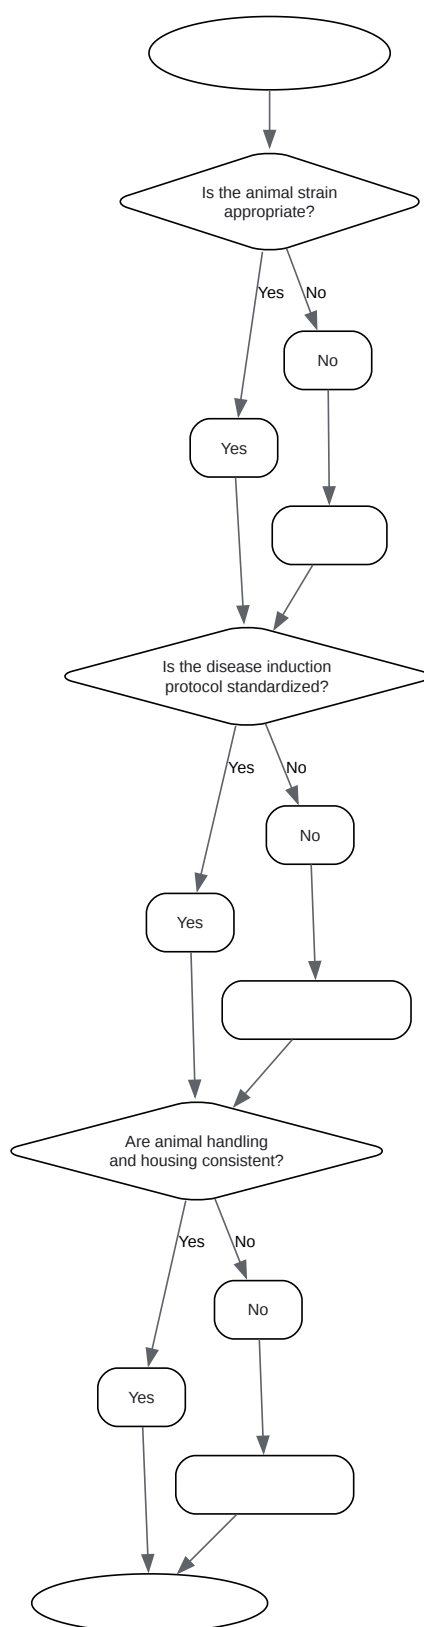 Is the animal strain
appropriate?
Yes
No
No
Yes
Is the disease induction
protocol standardized?
Yes
No
No
Yes
Are animal handling
and housing consistent?
Yes
No
No
Yes